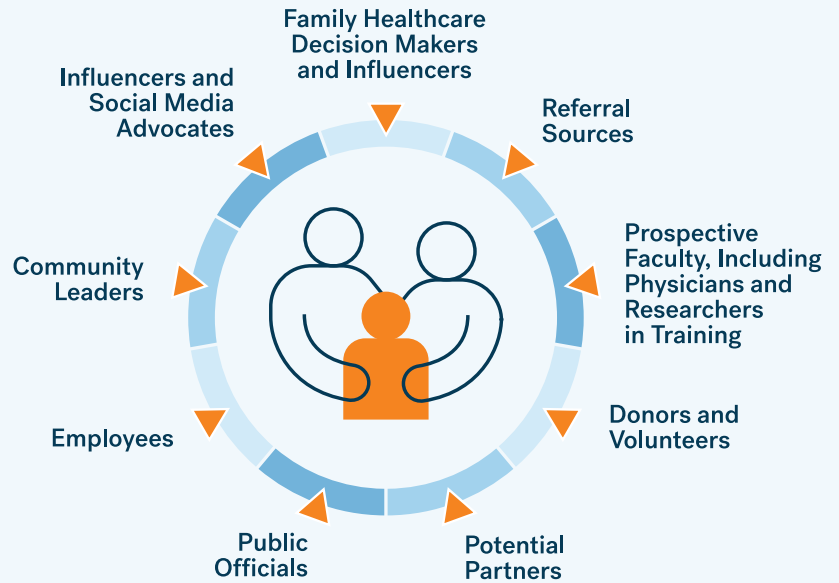 Family Healthcare
Decision Makers
and Influencers
Referral
Sources
Prospective
Faculty, Including
Physicians and
Researchers
in Training
Donors and
Volunteers
Potential
Partners
Public
Officials
Employees
Community
Leaders
Influencers and
Social Media
Advocates